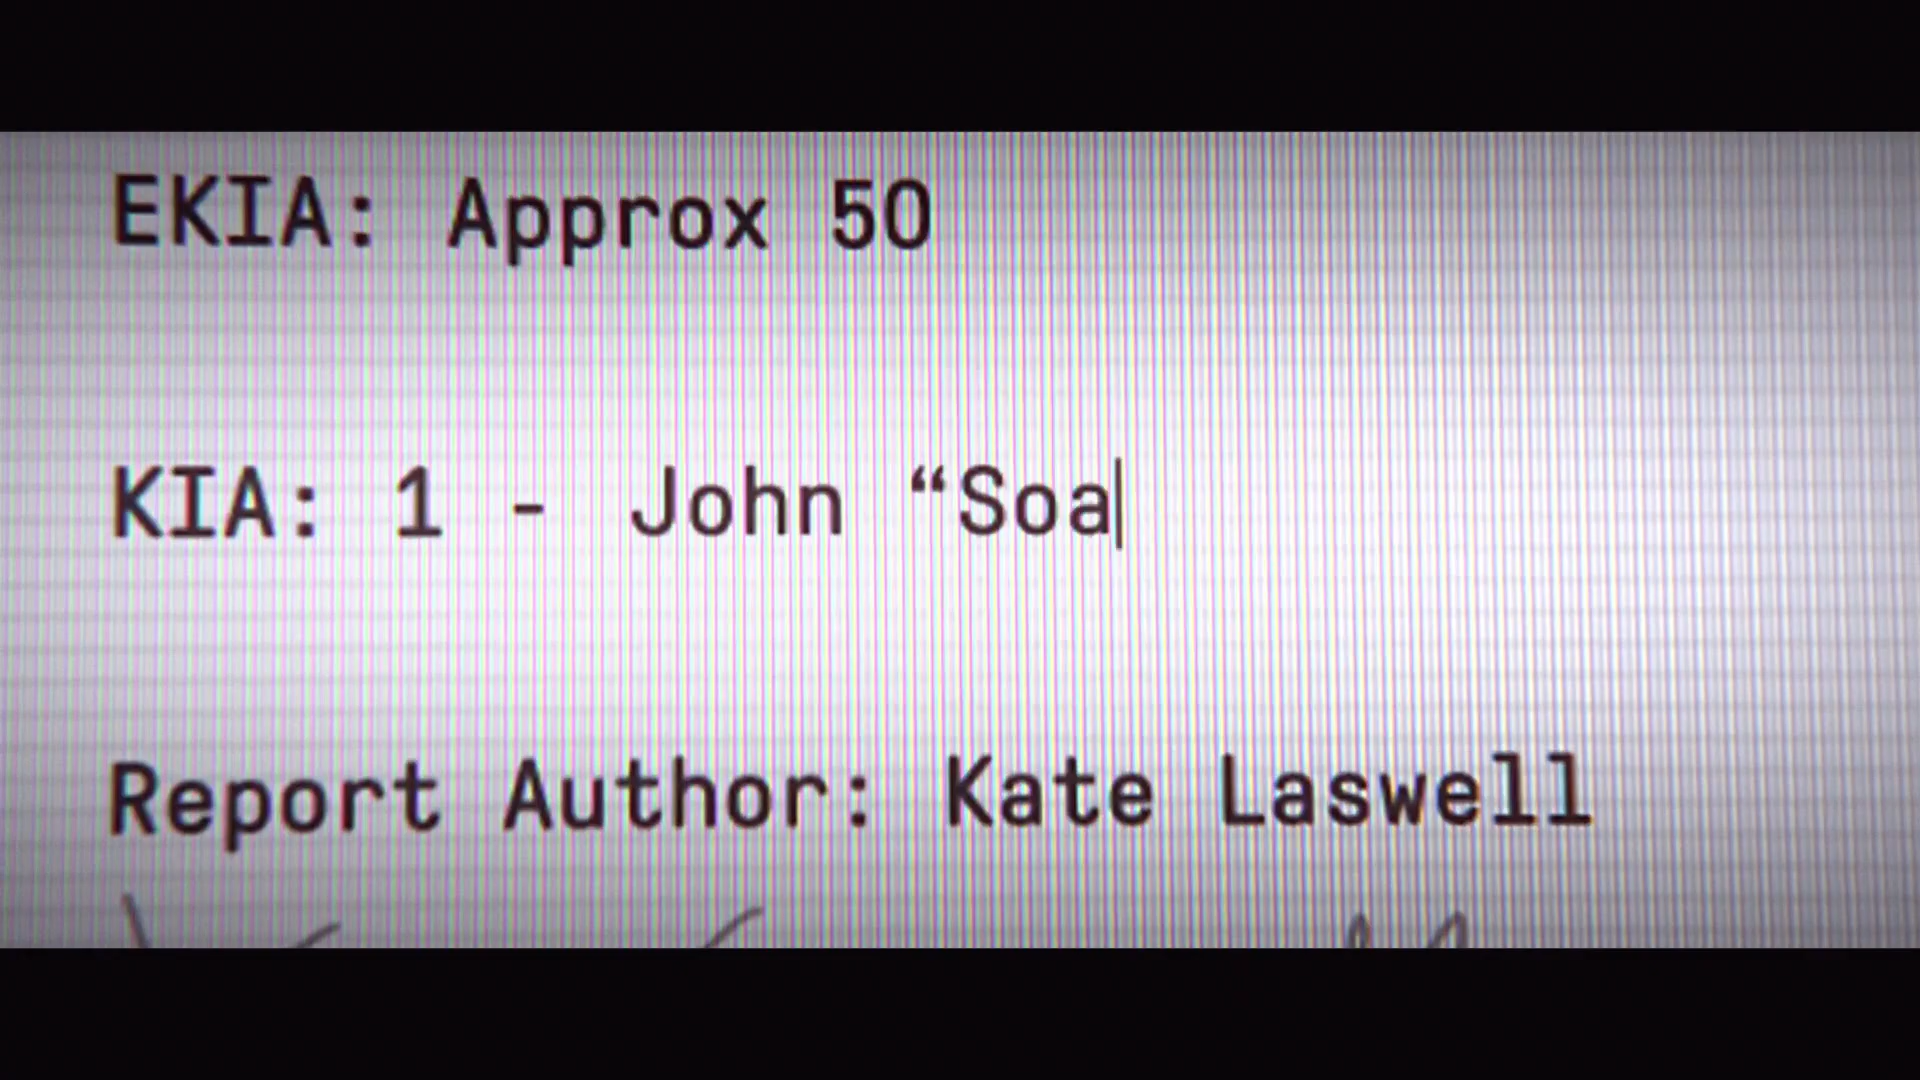 EKIA: Approx 50
KIA: 1 - John “Soa
Report Author: Kate Laswell